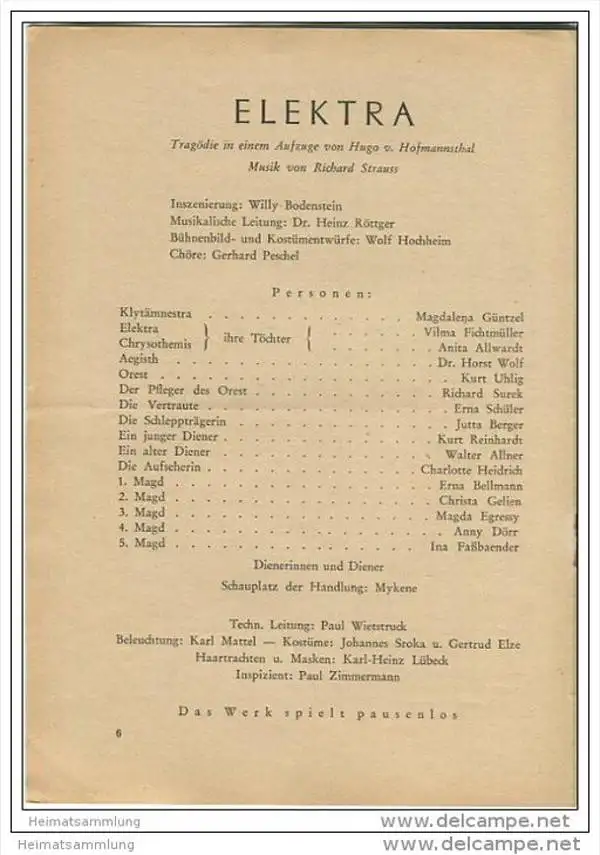 ELEKTRA
Tragödie in einem Aufzuge von Hugo v. Hofmannsthal
Musik von Richard Strauss
Inszenierung: Willy Bodenstein
Musikalische Leitung: Dr. Heinz Röttger
Bühnenbild- und Kostümentwürfe: Wolf Hochheim
Chöre: Gerhard Peschel
Personen:
Klytämnestra . . . . . . . . . . . . . Magdalena Güntzel
Elektra } ihre Töchter { . . . . . . Vilma Fichtmüller
Chrysothemis } ihre Töchter { . . . . . . . Anita Allwardt
Aegisth . . . . . . . . . . . . . . . Dr. Horst Wolf
Orest . . . . . . . . . . . . . . . . . Kurt Uhlig
Der Pfleger des Orest . . . . . . . . . . . Richard Surek
Die Vertraute . . . . . . . . . . . . . . Erna Schüler
Die Schleppträgerin . . . . . . . . . . . . Jutta Berger
Ein junger Diener . . . . . . . . . . . . Kurt Reinhardt
Ein alter Diener . . . . . . . . . . . . . Walter Allner
Die Aufseherin . . . . . . . . . . . . Charlotte Heidrich
1. Magd . . . . . . . . . . . . . . . Erna Bellmann
2. Magd . . . . . . . . . . . . . . . Christa Gelien
3. Magd . . . . . . . . . . . . . . . Magda Egressy
4. Magd . . . . . . . . . . . . . . . . Anny Dörr
5. Magd . . . . . . . . . . . . . . . Ina Faßbaender
Dienerinnen und Diener
Schauplatz der Handlung: Mykene
Techn. Leitung: Paul Wietstruck
Beleuchtung: Karl Mattel — Kostüme: Johannes Sroka u. Gertrud Elze
Haartrachten u. Masken: Karl-Heinz Lübeck
Inspizient: Paul Zimmermann
Das Werk spielt pausenlos
6
Heimatsammlung delcampe.net
Heimatsammlung delcampe.net